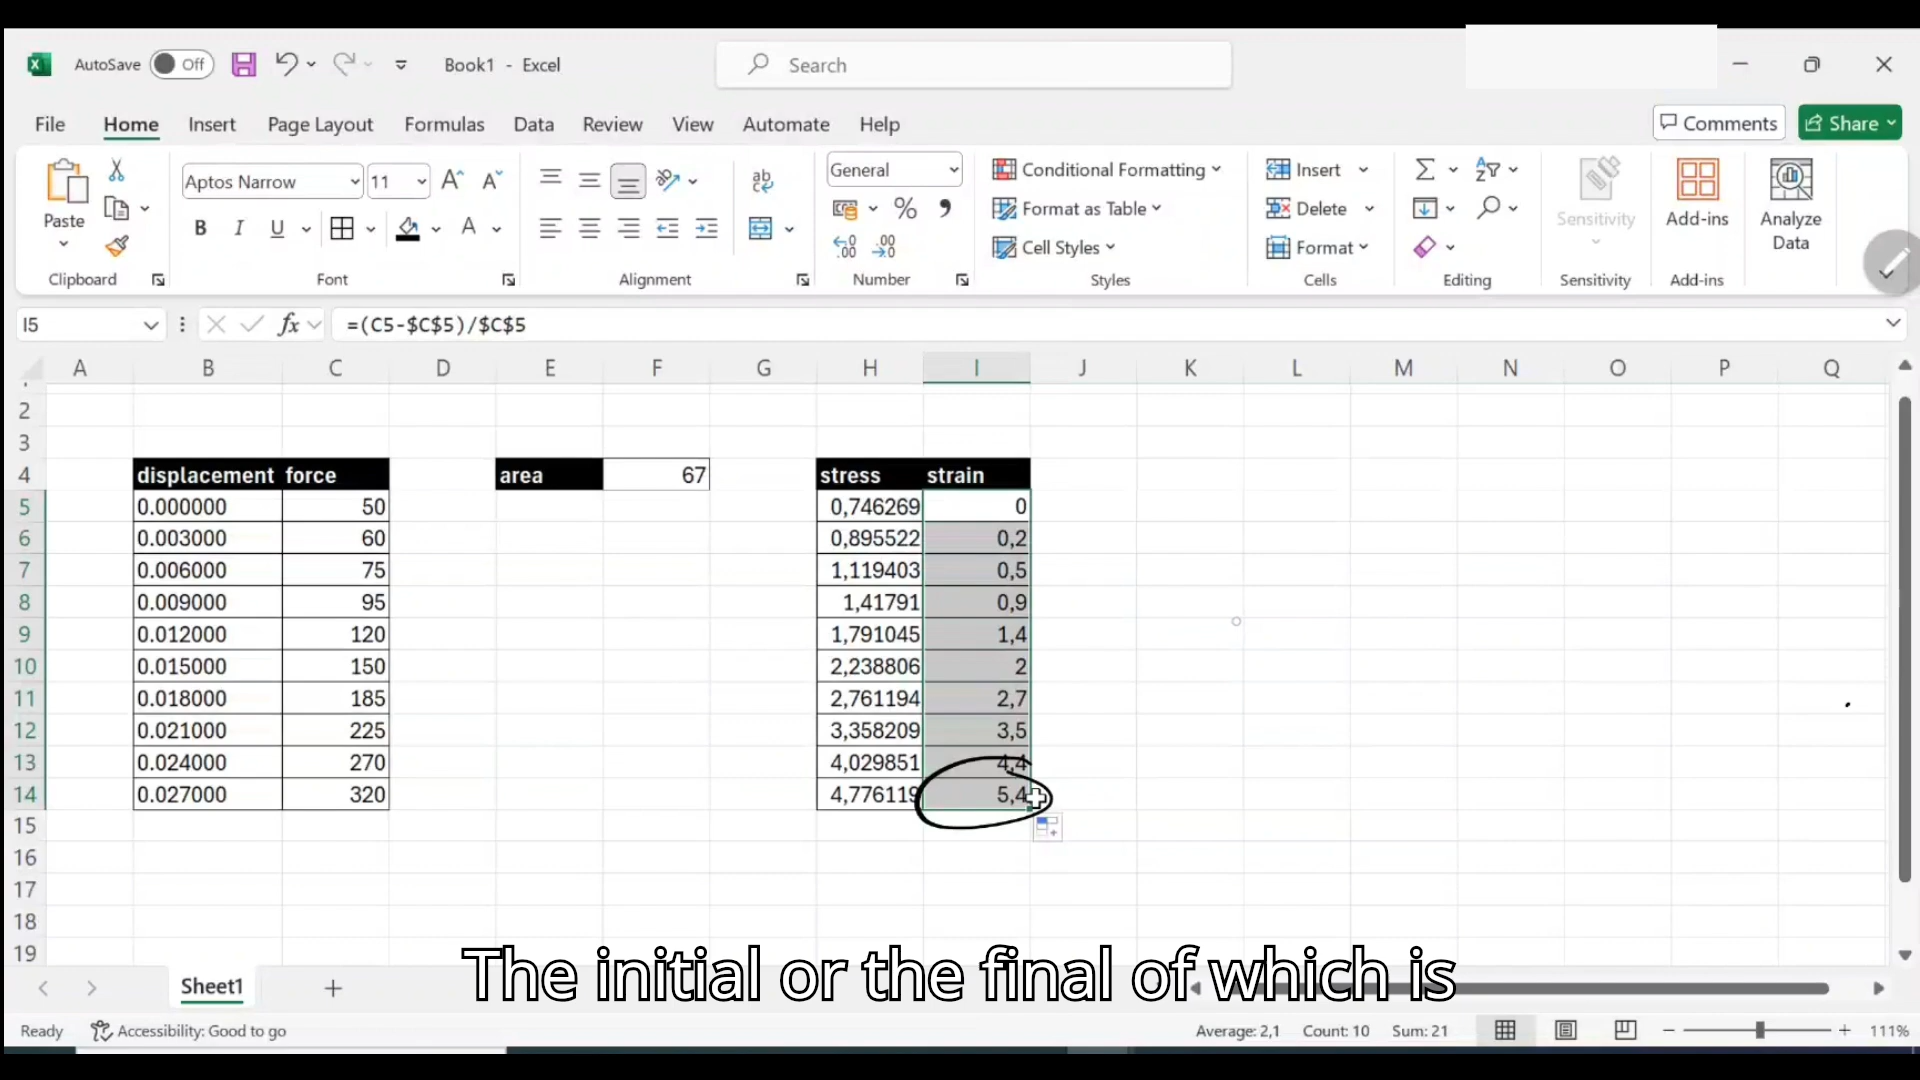 AutoSave Off Book1 - Excel Search
File Home Insert Page Layout Formulas Data Review View Automate Help Comments Share
Paste Aptos Narrow 11 General Conditional Formatting Insert Sensitivity Add-ins Analyze Data
B I U Format as Table Delete
Cell Styles Format
Clipboard Font Alignment Number Styles Cells Editing Sensitivity Add-ins
I5 fx =(C5-$C$5)/$C$5
A B C D E F G H I J K L M N O P Q
2
3
4 displacement force area 67 stress strain
5 0.000000 50 0,746269 0
6 0.003000 60 0,895522 0,2
7 0.006000 75 1,119403 0,5
8 0.009000 95 1,41791 0,9
9 0.012000 120 1,791045 1,4
10 0.015000 150 2,238806 2
11 0.018000 185 2,761194 2,7
12 0.021000 225 3,358209 3,5
13 0.024000 270 4,029851 4,4
14 0.027000 320 4,776119 5,4
15
16
17
18
19
The initial or the final of which is
Sheet1
Ready Accessibility: Good to go Average: 2,1 Count: 10 Sum: 21 111%